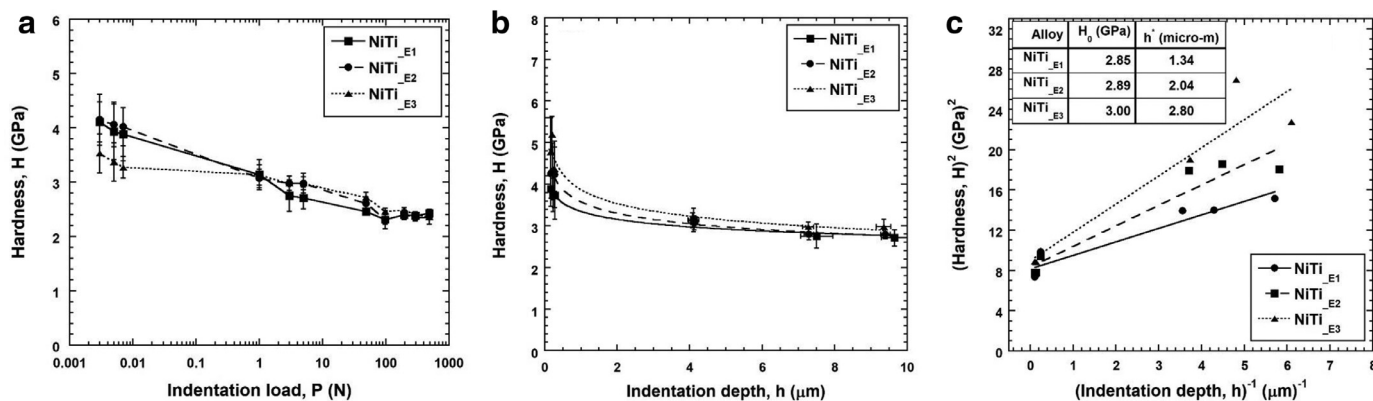 a
Hardness, H (GPa)
6
5
4
3
2
1
0
0.001
0.01
0.1
1
10
100
1000
Indentation load, P (N)
NiTi_E1
NiTi_E2
NiTi_E3
b
Hardness, H (GPa)
8
7
6
5
4
3
2
1
0
0
2
4
6
8
10
Indentation depth, h (μm)
NiTi_E1
NiTi_E2
NiTi_E3
c
(Hardness, H)² (GPa)²
32
28
24
20
16
12
8
4
0
0
1
2
3
4
5
6
7
8
(Indentation depth, h)⁻¹ (μm)⁻¹
Alloy H₀ (GPa) h* (micro-m)
NiTi_E1 2.85 1.34
NiTi_E2 2.89 2.04
NiTi_E3 3.00 2.80
NiTi_E1
NiTi_E2
NiTi_E3